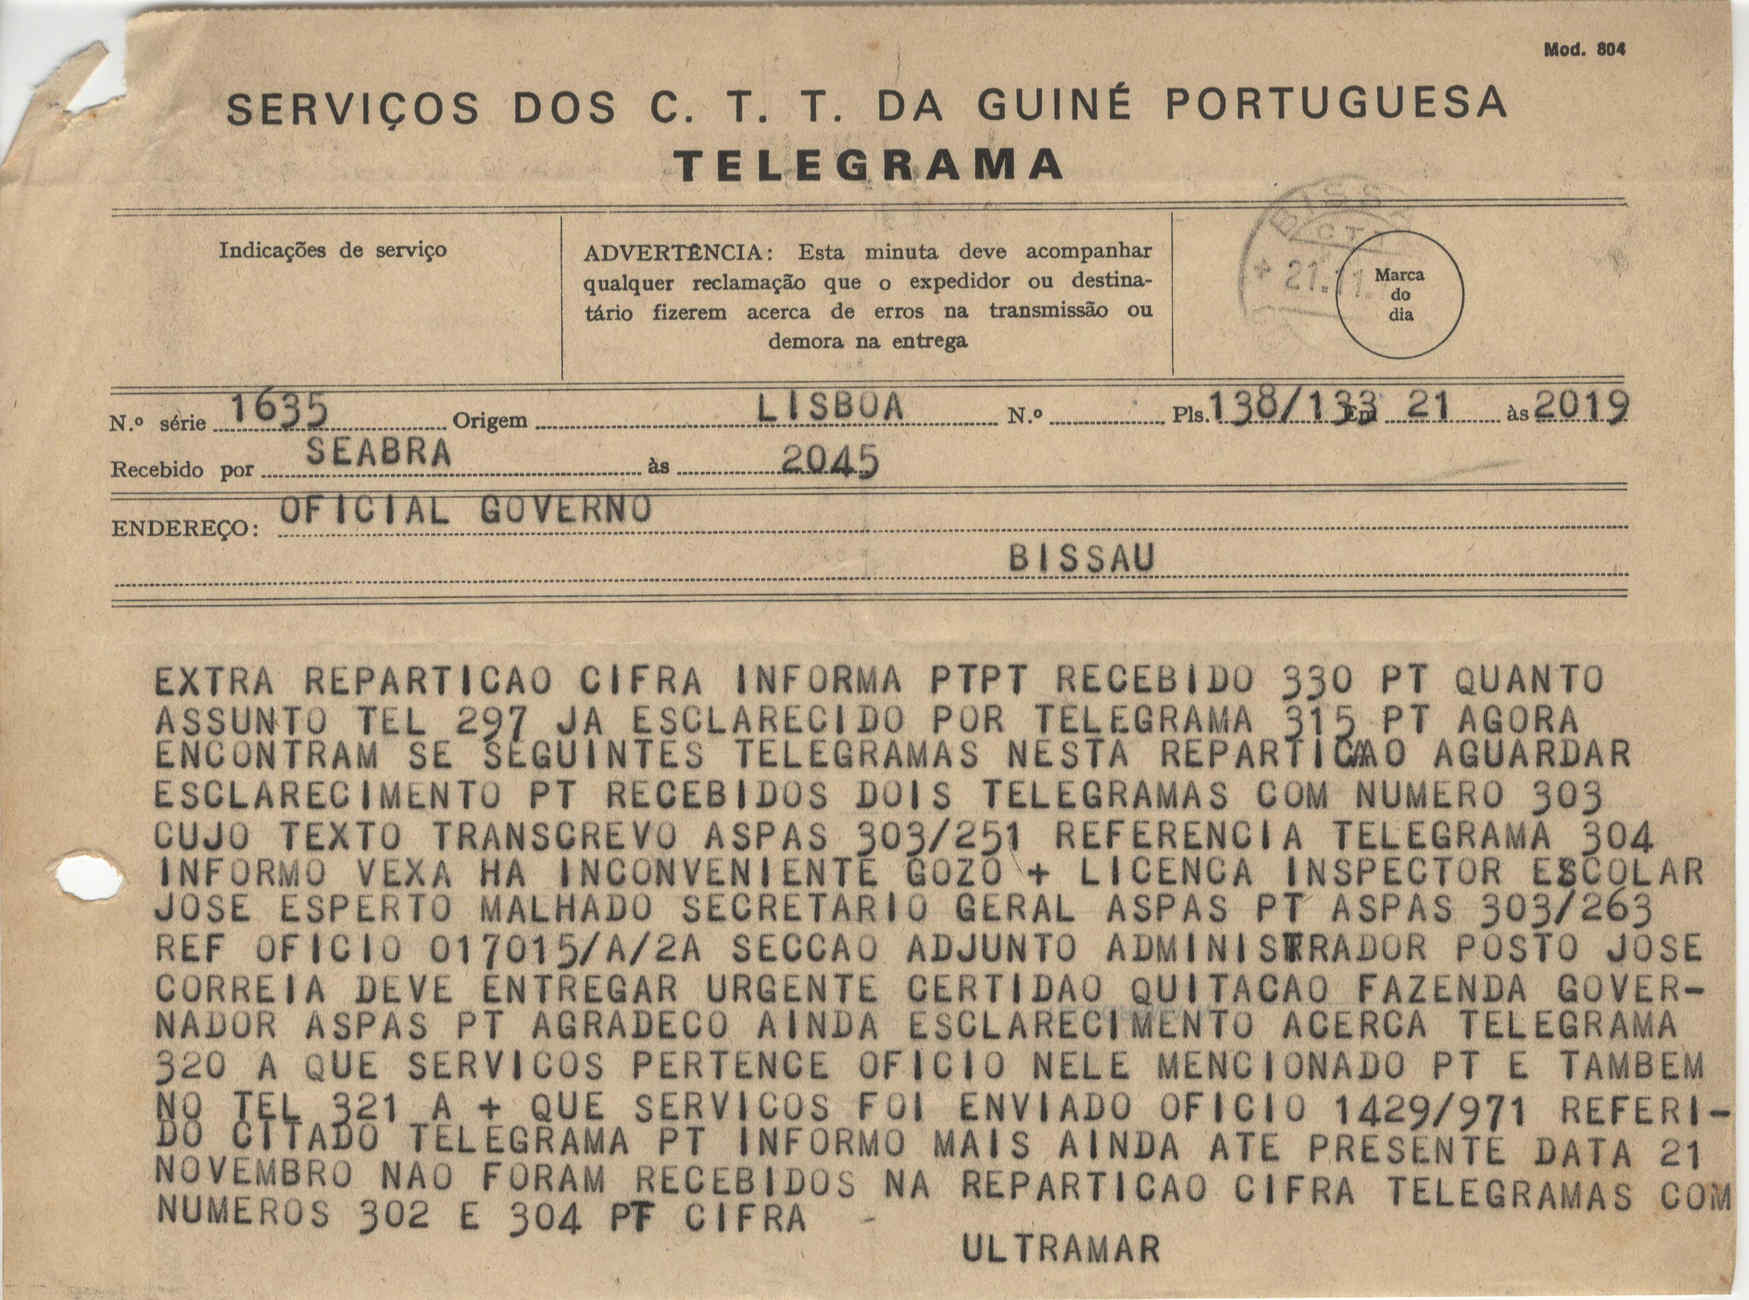 Mod. 804
SERVIÇOS DOS C. T. T. DA GUINÉ PORTUGUESA
TELEGRAMA
Indicações de serviço
ADVERTÊNCIA: Esta minuta deve acompanhar
qualquer reclamação que o expedidor ou destina-
tário fizerem acerca de erros na transmissão ou
demora na entrega
CTT
21.11.
Marca
do
dia
N.º série 1635 Origem LISBOA N.º Pls. 138/133 Em 21 às 2019
Recebido por SEABRA às 2045
ENDEREÇO: OFICIAL GOVERNO
BISSAU
EXTRA REPARTICAO CIFRA INFORMA PTPT RECEBIDO 330 PT QUANTO
ASSUNTO TEL 297 JA ESCLARECIDO POR TELEGRAMA 315 PT AGORA
ENCONTRAM SE SEGUINTES TELEGRAMAS NESTA REPARTICAO AGUARDAR
ESCLARECIMENTO PT RECEBIDOS DOIS TELEGRAMAS COM NUMERO 303
CUJO TEXTO TRANSCREVO ASPAS 303/251 REFERENCIA TELEGRAMA 304
INFORMO VEXA HA INCONVENIENTE GOZO + LICENCA INSPECTOR ESCOLAR
JOSE ESPERTO MALHADO SECRETARIO GERAL ASPAS PT ASPAS 303/263
REF OFICIO 017015/A/2A SECCAO ADJUNTO ADMINISTRADOR POSTO JOSE
CORREIA DEVE ENTREGAR URGENTE CERTIDAO QUITACAO FAZENDA GOVER-
NADOR ASPAS PT AGRADECO AINDA ESCLARECIMENTO ACERCA TELEGRAMA
320 A QUE SERVICOS PERTENCE OFICIO NELE MENCIONADO PT E TAMBEM
NO TEL 321 A + QUE SERVICOS FOI ENVIADO OFICIO 1429/971 REFERI-
DO CITADO TELEGRAMA PT INFORMO MAIS AINDA ATE PRESENTE DATA 21
NOVEMBRO NAO FORAM RECEBIDOS NA REPARTICAO CIFRA TELEGRAMAS COM
NUMEROS 302 E 304 PT CIFRA -
ULTRAMAR